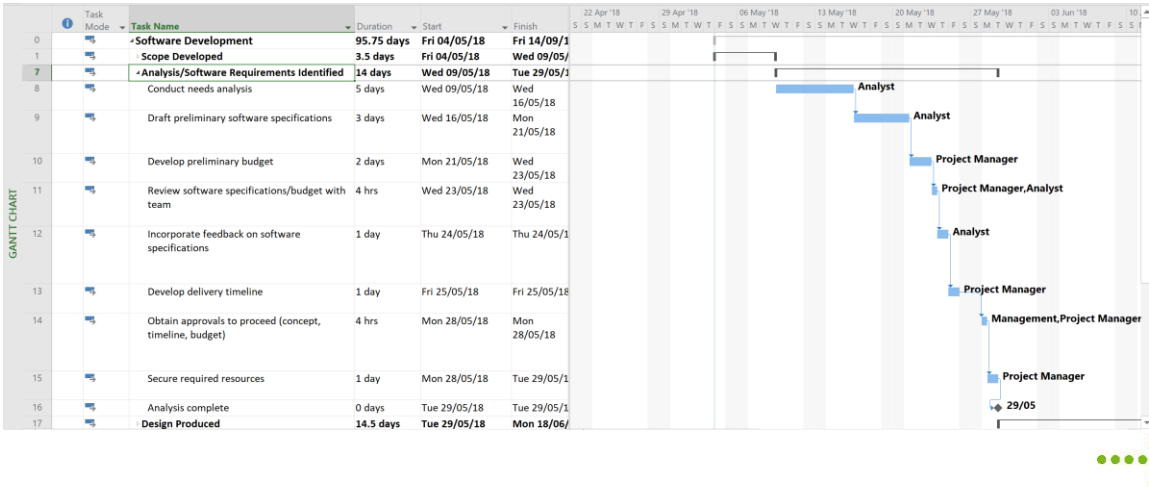 22 Apr '18 29 Apr '18 06 May '18 13 May '18 20 May '18 27 May '18 03 Jun '18 10
Task
Mode Task Name Duration Start Finish S S M T W T F S S M T W T F S S M T W T F S S M T W T F S S M T W T F S S M T W T F S S M T W T F S S
0 Software Development 95.75 days Fri 04/05/18 Fri 14/09/1
1 Scope Developed 3.5 days Fri 04/05/18 Wed 09/05/
7 Analysis/Software Requirements Identified 14 days Wed 09/05/18 Tue 29/05/1
8 Conduct needs analysis 5 days Wed 09/05/18 Wed Analyst
16/05/18
9 Draft preliminary software specifications 3 days Wed 16/05/18 Mon Analyst
21/05/18
10 Develop preliminary budget 2 days Mon 21/05/18 Wed Project Manager
23/05/18
11 Review software specifications/budget with 4 hrs Wed 23/05/18 Wed Project Manager,Analyst
team 23/05/18
GANTT CHART
12 Incorporate feedback on software 1 day Thu 24/05/18 Thu 24/05/1 Analyst
specifications
13 Develop delivery timeline 1 day Fri 25/05/18 Fri 25/05/18 Project Manager
14 Obtain approvals to proceed (concept, 4 hrs Mon 28/05/18 Mon Management,Project Manager
timeline, budget) 28/05/18
15 Secure required resources 1 day Mon 28/05/18 Tue 29/05/1 Project Manager
16 Analysis complete 0 days Tue 29/05/18 Tue 29/05/1 29/05
17 Design Produced 14.5 days Tue 29/05/18 Mon 18/06/